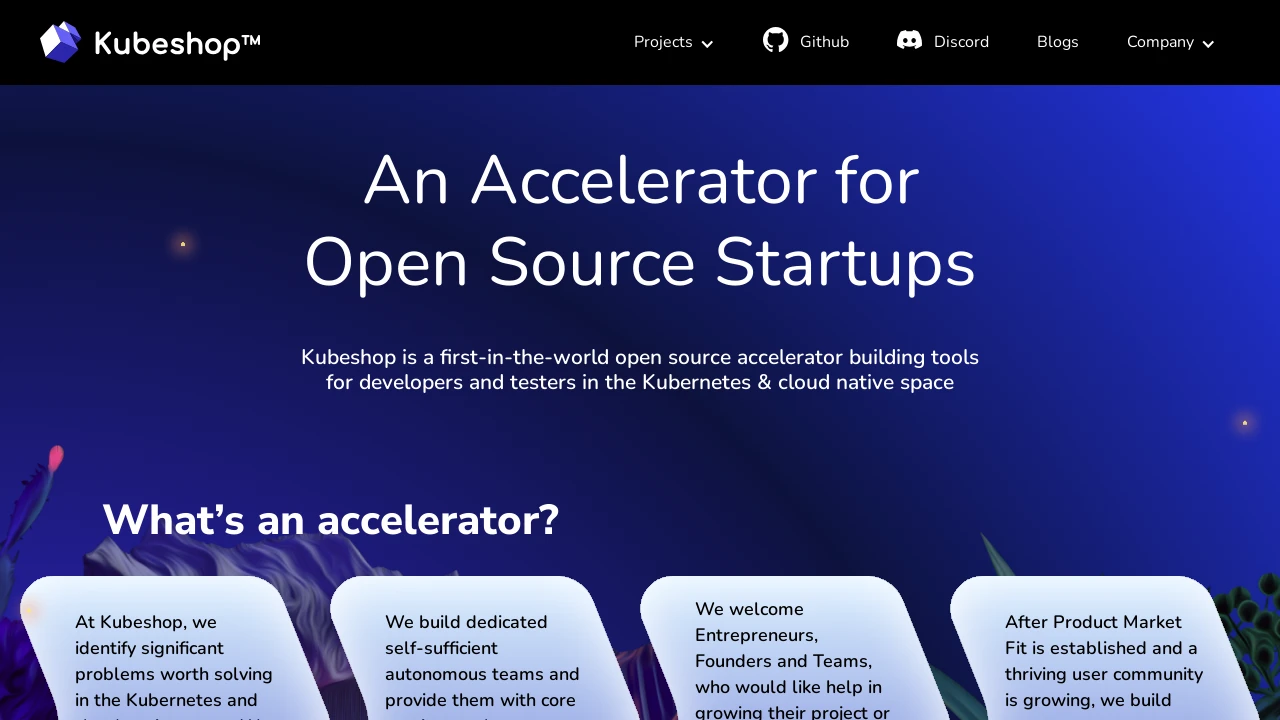 Kubeshop™
Projects
Github
Discord
Blogs
Company
An Accelerator for
Open Source Startups
Kubeshop is a first-in-the-world open source accelerator building tools
for developers and testers in the Kubernetes & cloud native space
What’s an accelerator?
At Kubeshop, we
identify significant
problems worth solving
in the Kubernetes and
We build dedicated
self-sufficient
autonomous teams and
provide them with core
We welcome
Entrepreneurs,
Founders and Teams,
who would like help in
growing their project or
After Product Market
Fit is established and a
thriving user community
is growing, we build